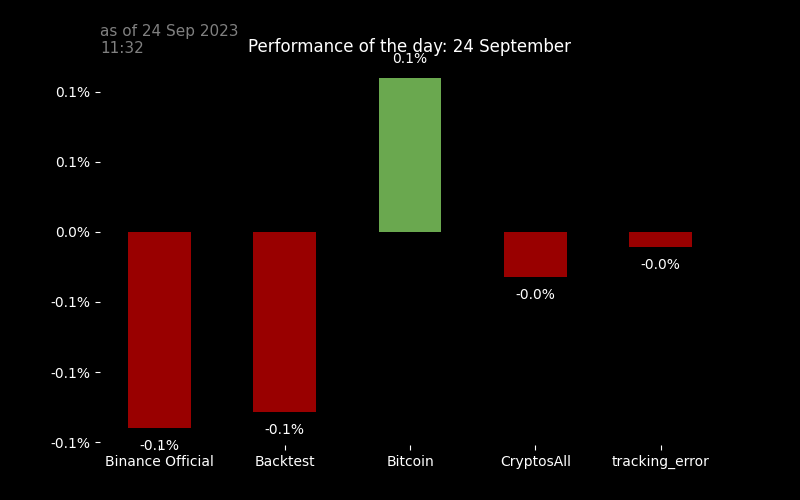 as of 24 Sep 2023
11:32
Performance of the day: 24 September
0.1%
0.1%
0.1%
0.0%
-0.1%
-0.1%
-0.1%
-0.1%
-0.1%
-0.0%
-0.0%
Binance Official
Backtest
Bitcoin
CryptosAll
tracking_error